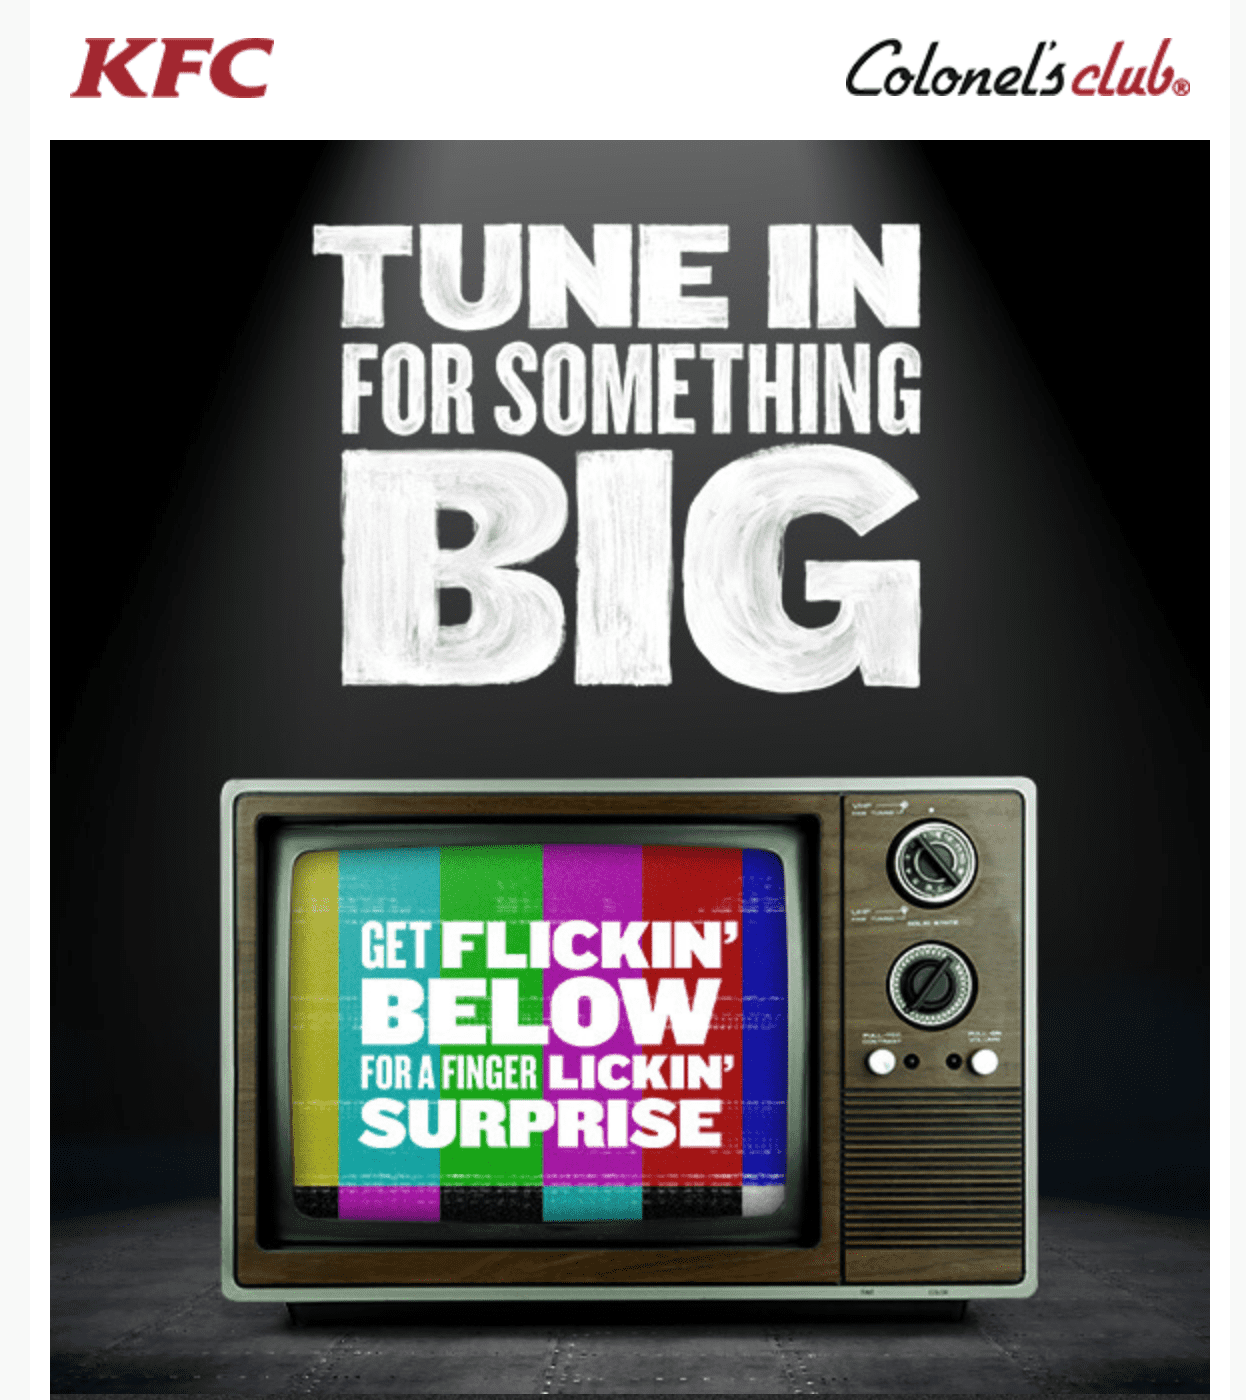 KFC
Colonel's club®
TUNE IN
FOR SOMETHING
BIG
GET FLICKIN'
BELOW
FOR A FINGER LICKIN'
SURPRISE